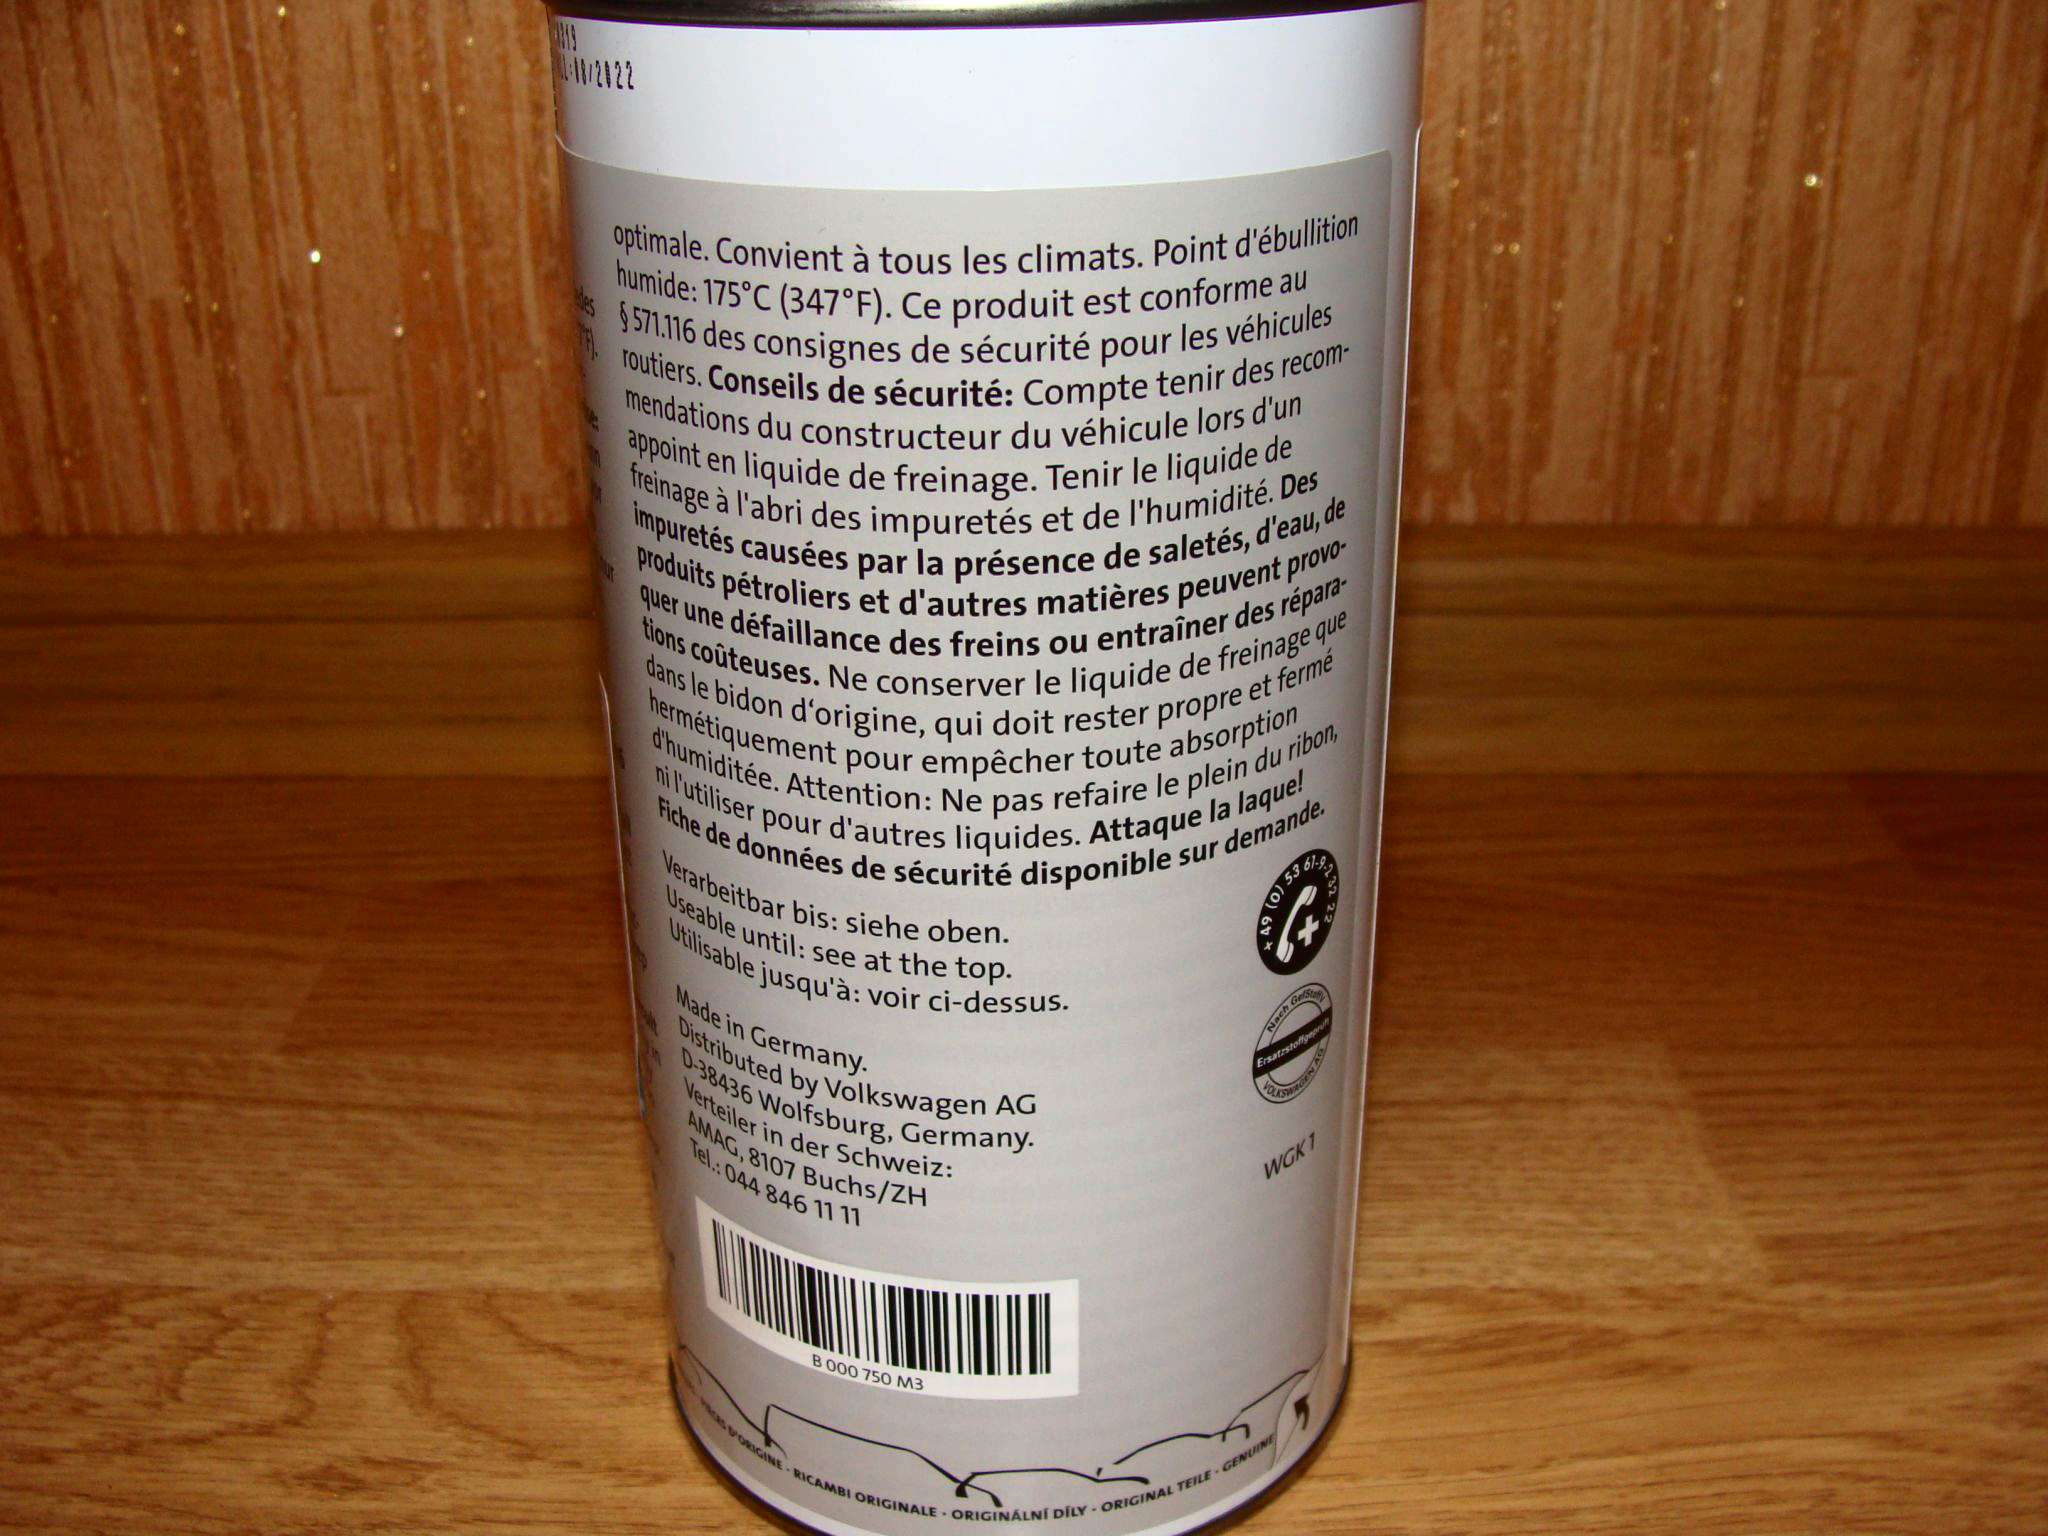 08/2022
optimale. Convient à tous les climats. Point d'ébullition
humide: 175°C (347°F). Ce produit est conforme au
§ 571.116 des consignes de sécurité pour les véhicules
routiers. Conseils de sécurité: Compte tenir des recom-
mendations du constructeur du véhicule lors d'un
appoint en liquide de freinage. Tenir le liquide de
freinage à l'abri des impuretés et de l'humidité. Des
impuretés causées par la présence de saletés, d'eau, de
produits pétroliers et d'autres matières peuvent provo-
quer une défaillance des freins ou entraîner des répara-
tions coûteuses. Ne conserver le liquide de freinage que
dans le bidon d‘origine, qui doit rester propre et fermé
hermétiquement pour empêcher toute absorption
d'humiditée. Attention: Ne pas refaire le plein du ribon,
ni l'utiliser pour d'autres liquides. Attaque la laque!
Fiche de données de sécurité disponible sur demande.
Verarbeitbar bis: siehe oben.
Useable until: see at the top.
Utilisable jusqu'à: voir ci-dessus.
+49 (0) 53 61-9-232 22
Made in Germany.
Distributed by Volkswagen AG
D-38436 Wolfsburg, Germany.
Verteiler in der Schweiz:
AMAG, 8107 Buchs/ZH
Tel.: 044 846 11 11
Nach GefStoffV
Ersatzstoffgeprüft
VOLKSWAGEN AG
WGK 1
B 000 750 M3
PIÈCES D'ORIGINE · RICAMBI ORIGINALE · ORIGINÁLNÍ DÍLY · ORIGINAL TEILE · GENUINE